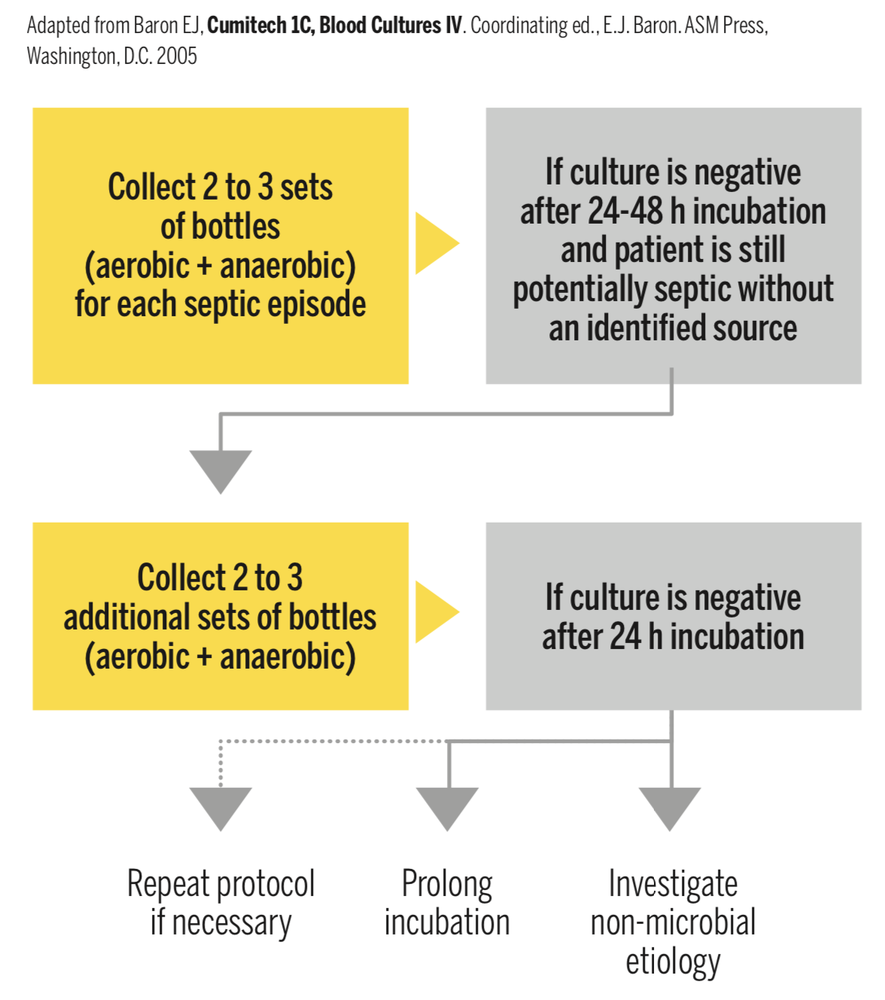 Adapted from Baron EJ, Cumitech 1C, Blood Cultures IV. Coordinating ed., E.J. Baron. ASM Press,
Washington, D.C. 2005
Collect 2 to 3 sets
of bottles
(aerobic + anaerobic)
for each septic episode
If culture is negative
after 24-48 h incubation
and patient is still
potentially septic without
an identified source
Collect 2 to 3
additional sets of bottles
(aerobic + anaerobic)
If culture is negative
after 24 h incubation
Repeat protocol
if necessary
Prolong
incubation
Investigate
non-microbial
etiology